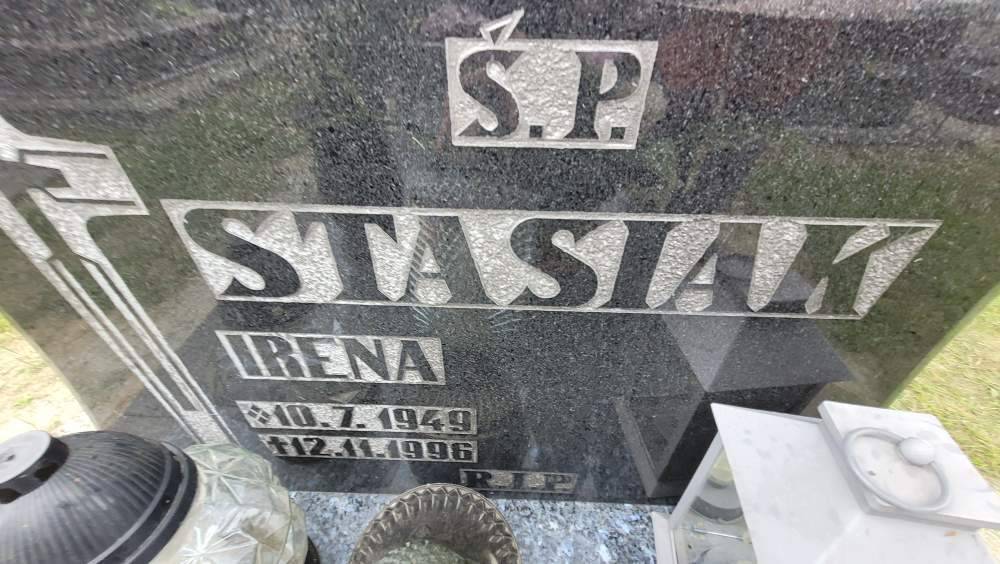 Ś.P.
STASIAK
IRENA
10.7.1949
†12.11.1996
R.I.P